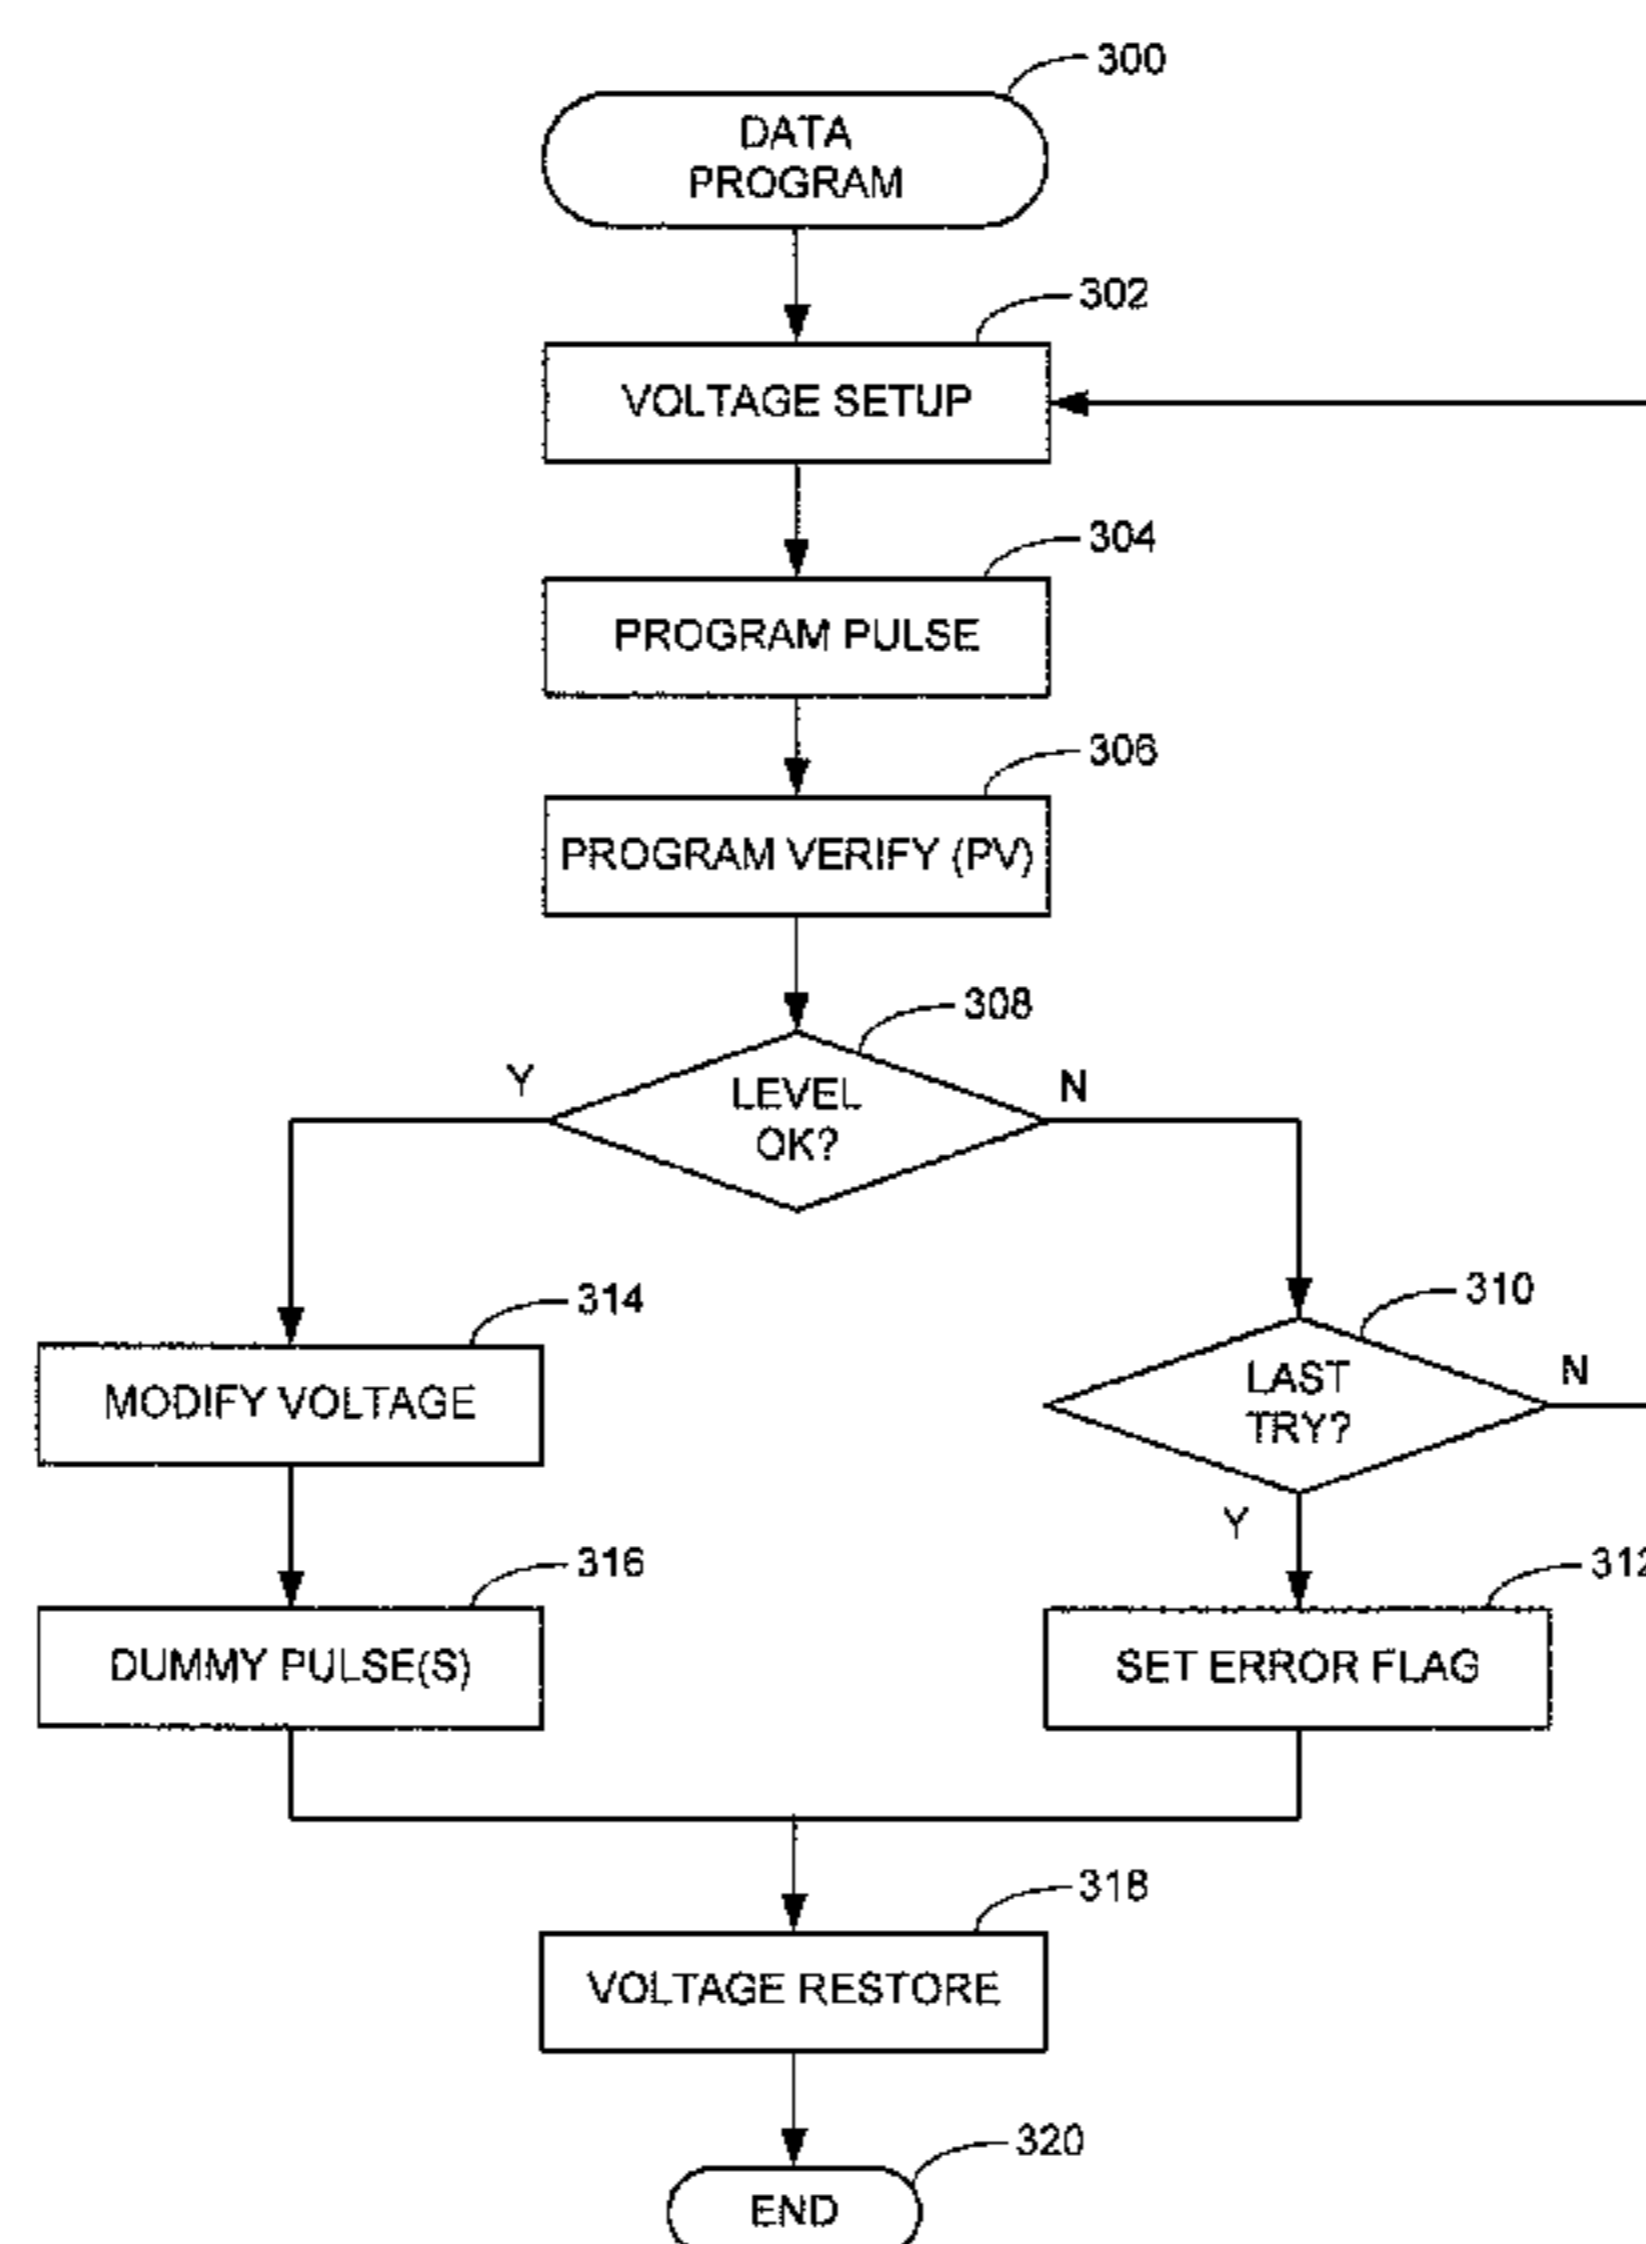 300
DATA
PROGRAM
302
VOLTAGE SETUP
304
PROGRAM PULSE
306
PROGRAM VERIFY (PV)
308
Y
LEVEL
OK?
N
314
MODIFY VOLTAGE
310
LAST
TRY?
N
Y
316
DUMMY PULSE(S)
312
SET ERROR FLAG
318
VOLTAGE RESTORE
320
END